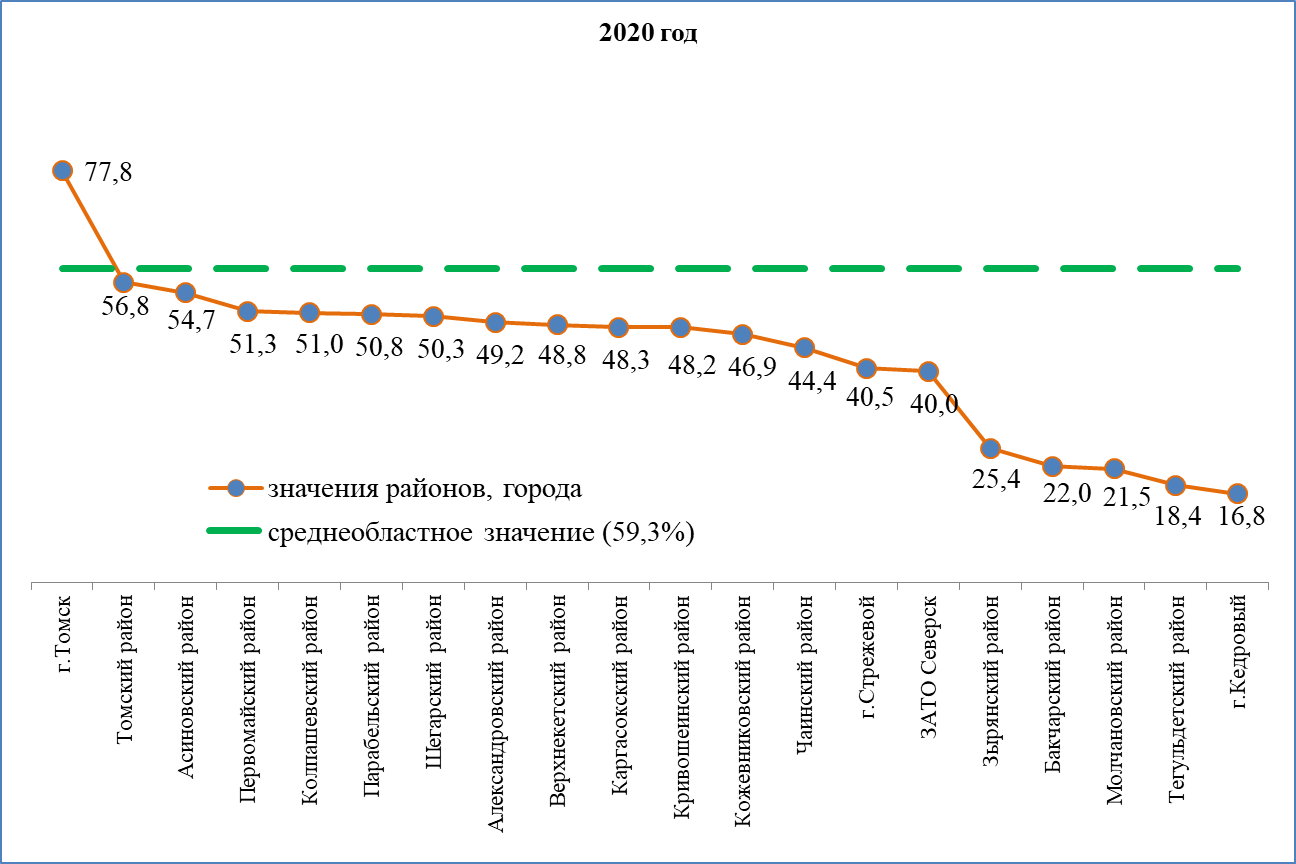 2020 год
77,8
56,8
54,7
51,3
51,0
50,8
50,3
49,2
48,8
48,3
48,2
46,9
44,4
40,5
40,0
25,4
22,0
21,5
18,4
16,8
значения районов, города
среднеобластное значение (59,3%)
г.Томск
Томский район
Асиновский район
Первомайский район
Колпашевский район
Парабельский район
Шегарский район
Александровский район
Верхнекетский район
Каргасокский район
Кривошеинский район
Кожевниковский район
Чаинский район
г.Стрежевой
ЗАТО Северск
Зырянский район
Бакчарский район
Молчановский район
Тегульдетский район
г.Кедровый